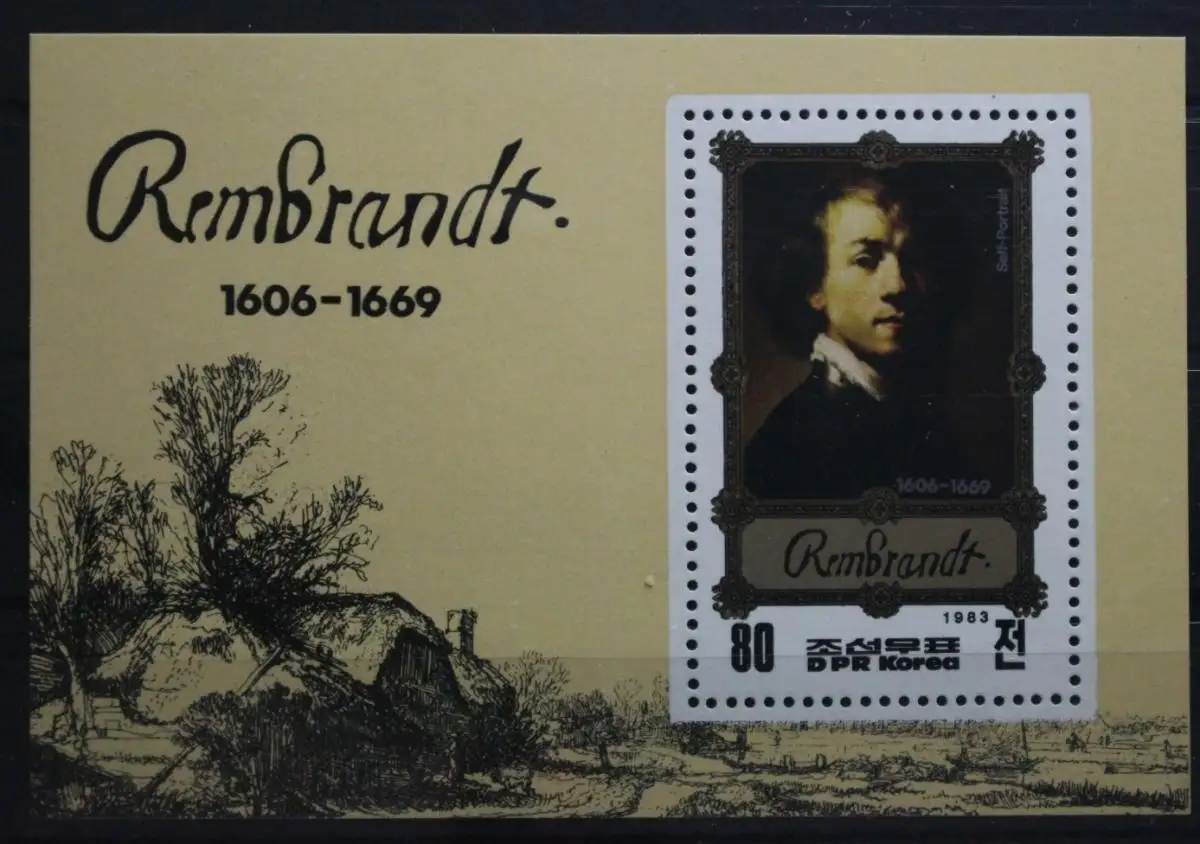 Rembrandt.
1606-1669
Self-Portrait
1606-1669
Rembrandt.
1983
80 조선우표 전
DPR Korea